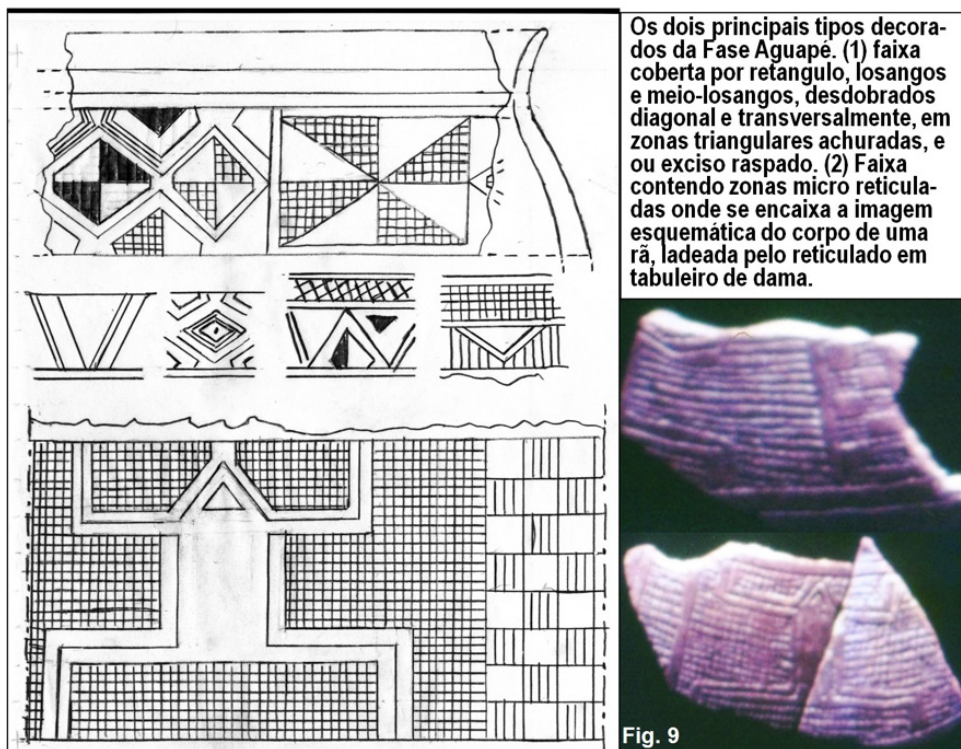 Os dois principais tipos decora-
dos da Fase Aguapé. (1) faixa
coberta por retangulo, losangos
e meio-losangos, desdobrados
diagonal e transversalmente, em
zonas triangulares achuradas, e
ou exciso raspado. (2) Faixa
contendo zonas micro reticula-
das onde se encaixa a imagem
esquemática do corpo de uma
rã, ladeada pelo reticulado em
tabuleiro de dama.
Fig. 9